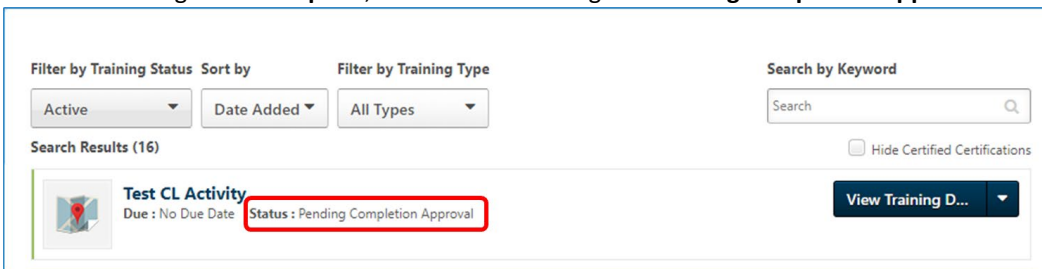 Filter by Training Status Sort by Filter by Training Type Search by Keyword
Active Date Added All Types Search
Search Results (16) Hide Certified Certifications
Test CL Activity
Due : No Due Date Status : Pending Completion Approval
View Training D...